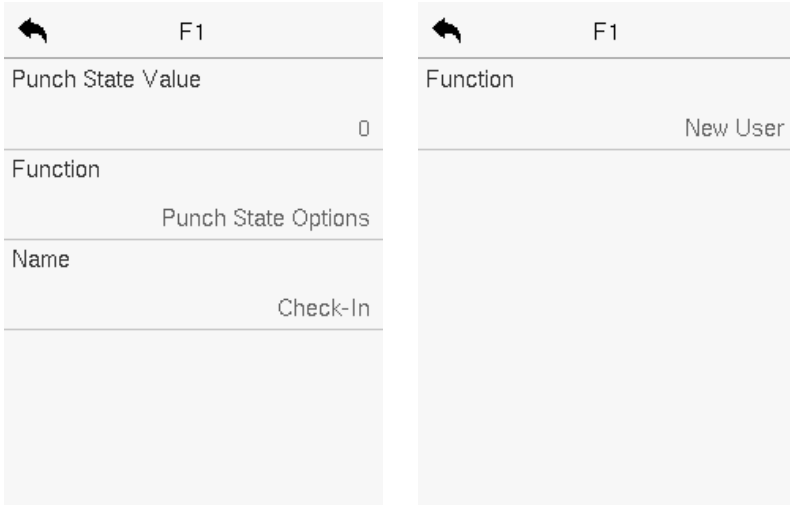 F1
Punch State Value
0
Function
Punch State Options
Name
Check-In
F1
Function
New User